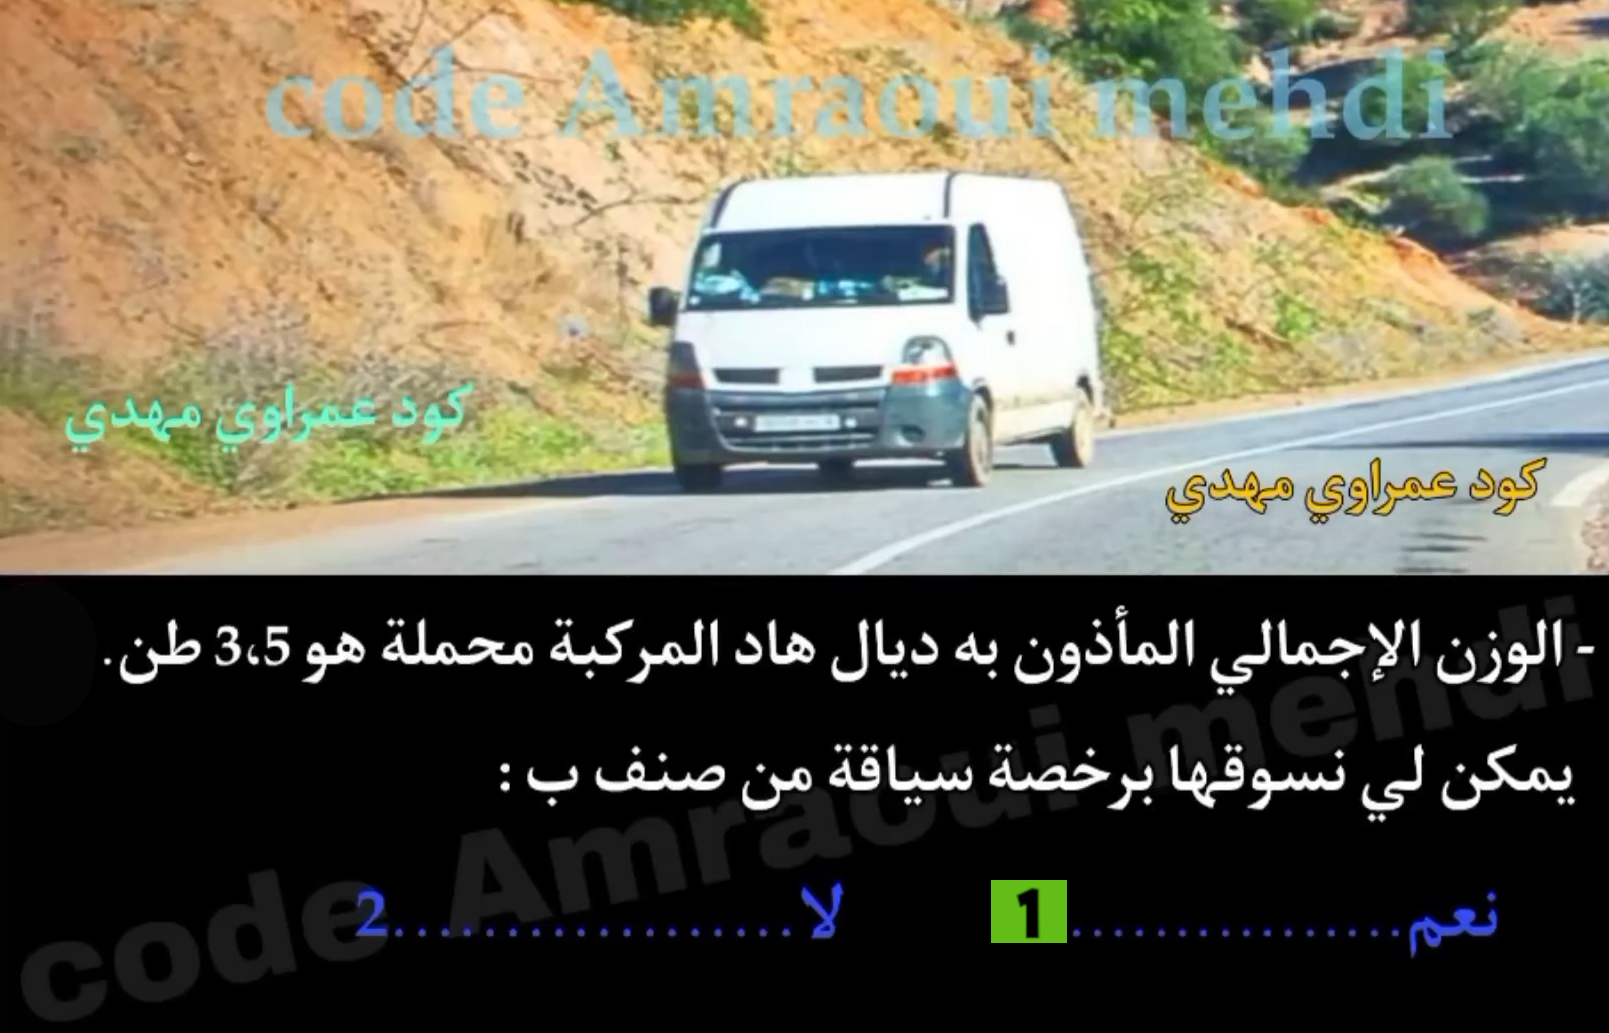 code Amraoui mehdi
كود عمراوي مهدي
كود عمراوي مهدي
- الوزن الإجمالي المأذون به ديال هاد المركبة محملة هو 3،5 طن.
يمكن لي نسوقها برخصة سياقة من صنف ب :
نعم................1
لا...................2
code Amraoui mehdi